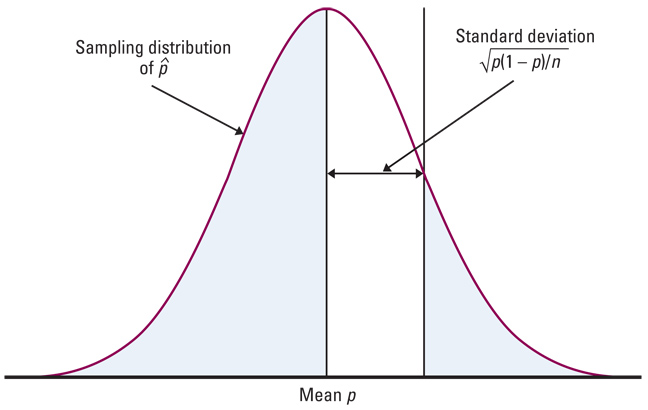 Sampling distribution
of p̂
Standard deviation
√p(1 – p)/n
Mean p